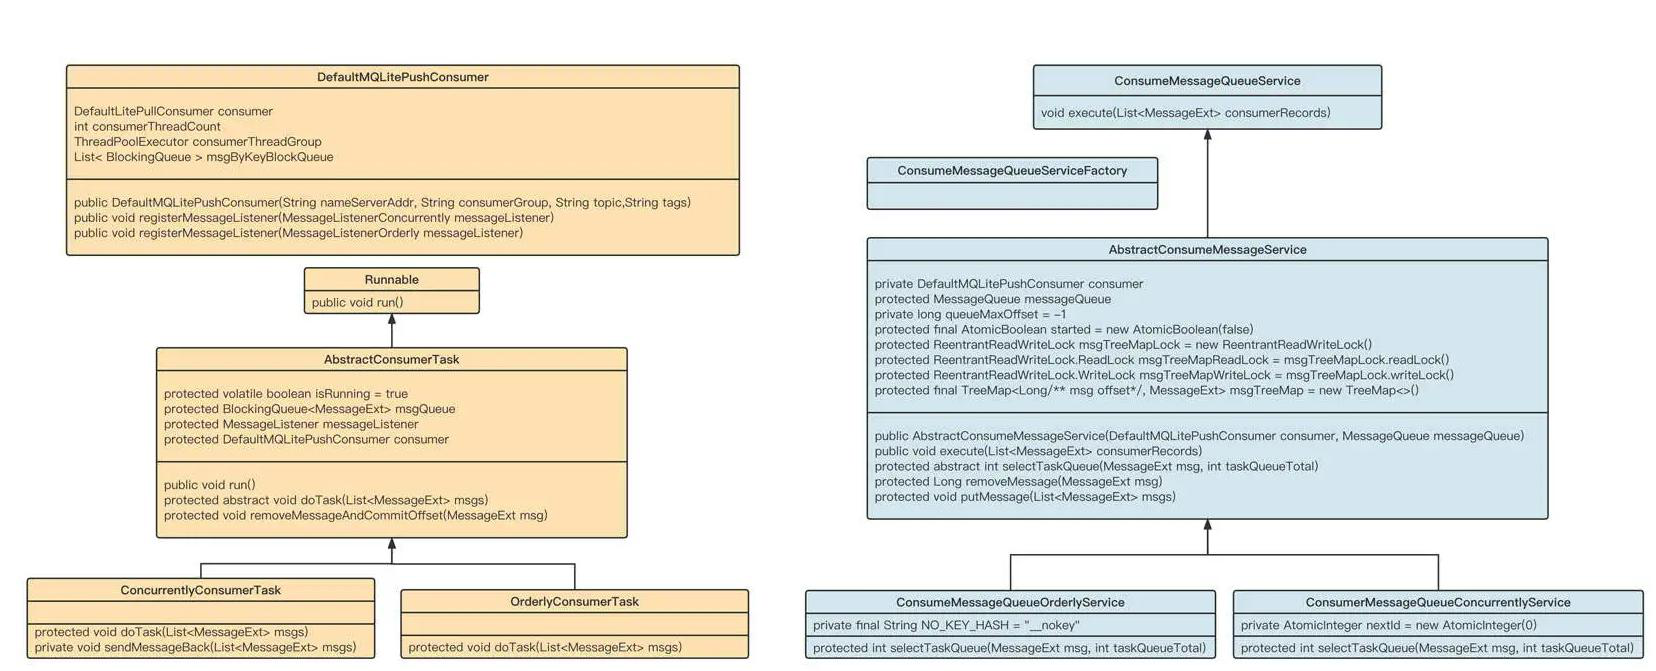 DefaultMQLitePushConsumer
DefaultLitePullConsumer consumer
int consumerThreadCount
ThreadPoolExecutor consumerThreadGroup
List< BlockingQueue > msgByKeyBlockQueue
public DefaultMQLitePushConsumer(String nameServerAddr, String consumerGroup, String topic,String tags)
public void registerMessageListener(MessageListenerConcurrently messageListener)
public void registerMessageListener(MessageListenerOrderly messageListener)
Runnable
public void run()
AbstractConsumerTask
protected volatile boolean isRunning = true
protected BlockingQueue<MessageExt> msgQueue
protected MessageListener messageListener
protected DefaultMQLitePushConsumer consumer
public void run()
protected abstract void doTask(List<MessageExt> msgs)
protected void removeMessageAndCommitOffset(MessageExt msg)
ConcurrentlyConsumerTask
protected void doTask(List<MessageExt> msgs)
private void sendMessageBack(List<MessageExt> msgs)
OrderlyConsumerTask
protected void doTask(List<MessageExt> msgs)
ConsumeMessageQueueService
void execute(List<MessageExt> consumerRecords)
ConsumeMessageQueueServiceFactory
AbstractConsumeMessageService
private DefaultMQLitePushConsumer consumer
protected MessageQueue messageQueue
private long queueMaxOffset = -1
protected final AtomicBoolean started = new AtomicBoolean(false)
protected ReentrantReadWriteLock msgTreeMapLock = new ReentrantReadWriteLock()
protected ReentrantReadWriteLock.ReadLock msgTreeMapReadLock = msgTreeMapLock.readLock()
protected ReentrantReadWriteLock.WriteLock msgTreeMapWriteLock = msgTreeMapLock.writeLock()
protected final TreeMap<Long/** msg offset*/, MessageExt> msgTreeMap = new TreeMap<>()
public AbstractConsumeMessageService(DefaultMQLitePushConsumer consumer, MessageQueue messageQueue)
public void execute(List<MessageExt> consumerRecords)
protected abstract int selectTaskQueue(MessageExt msg, int taskQueueTotal)
protected Long removeMessage(MessageExt msg)
protected void putMessage(List<MessageExt> msgs)
ConsumeMessageQueueOrderlyService
private final String NO_KEY_HASH = "__nokey"
protected int selectTaskQueue(MessageExt msg, int taskQueueTotal)
ConsumerMessageQueueConcurrentlyService
private AtomicInteger nextId = new AtomicInteger(0)
protected int selectTaskQueue(MessageExt msg, int taskQueueTotal)